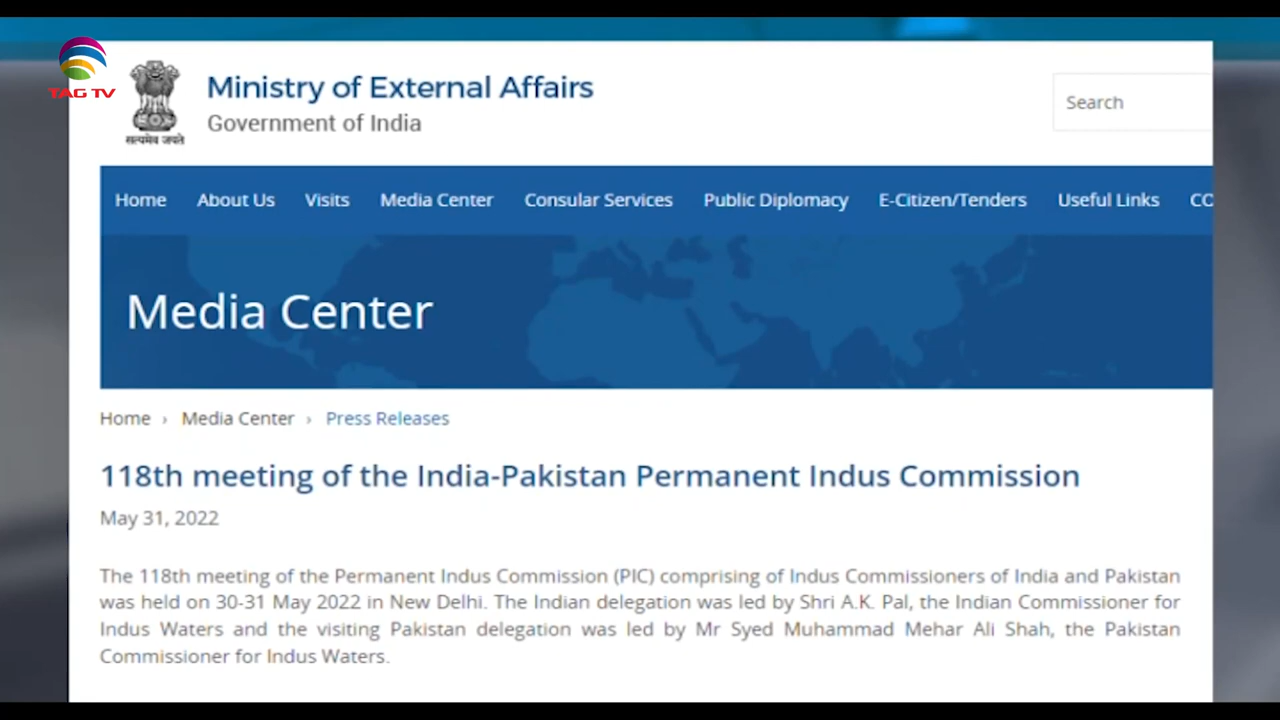 TAG TV
सत्यमेव जयते
Ministry of External Affairs
Government of India
Search
Home About Us Visits Media Center Consular Services Public Diplomacy E-Citizen/Tenders Useful Links CO
Media Center
Home › Media Center › Press Releases
118th meeting of the India-Pakistan Permanent Indus Commission
May 31, 2022
The 118th meeting of the Permanent Indus Commission (PIC) comprising of Indus Commissioners of India and Pakistan
was held on 30-31 May 2022 in New Delhi. The Indian delegation was led by Shri A.K. Pal, the Indian Commissioner for
Indus Waters and the visiting Pakistan delegation was led by Mr Syed Muhammad Mehar Ali Shah, the Pakistan
Commissioner for Indus Waters.